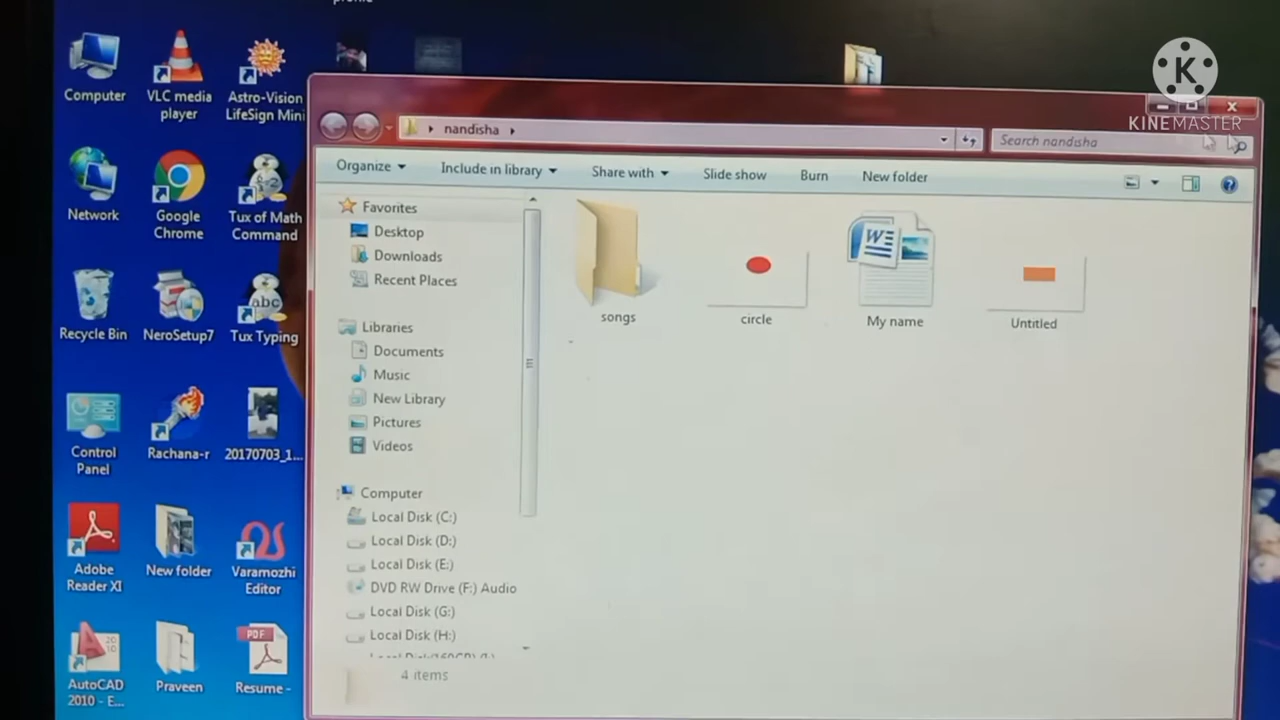 Computer
VLC media
player
Astro-Vision
LifeSign Mini
Network
Google
Chrome
Tux of Math
Command
abc
Recycle Bin
NeroSetup7
Tux Typing
Control
Panel
Rachana-r
20170703_1...
Adobe
Reader XI
New folder
Varamozhi
Editor
20
10
AutoCAD
2010 - E...
Praveen
PDF
Resume -
K
KINEMASTER
nandisha
Search nandisha
Organize
Include in library
Share with
Slide show
Burn
New folder
Favorites
Desktop
Downloads
Recent Places
Libraries
Documents
Music
New Library
Pictures
Videos
Computer
Local Disk (C:)
Local Disk (D:)
Local Disk (E:)
DVD RW Drive (F:) Audio
Local Disk (G:)
Local Disk (H:)
songs
circle
W
My name
Untitled
4 items